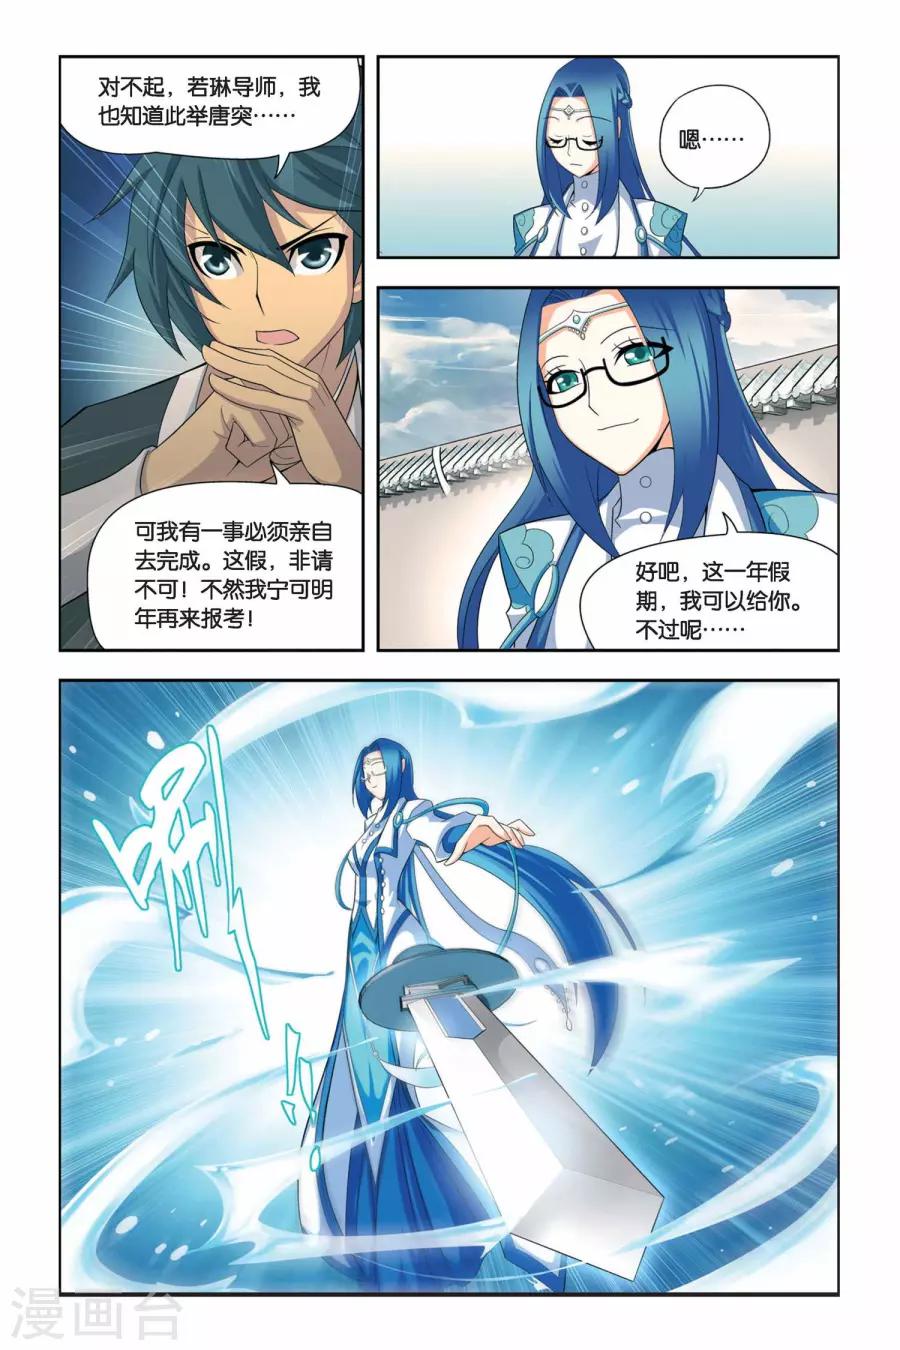 对不起，若琳导师，我
也知道此举唐突……
嗯……
可我有一事必须亲自
去完成。这假，非请
不可！不然我宁可明
年再来报考！
好吧，这一年假
期，我可以给你。
不过呢……
唰
！！
漫画台